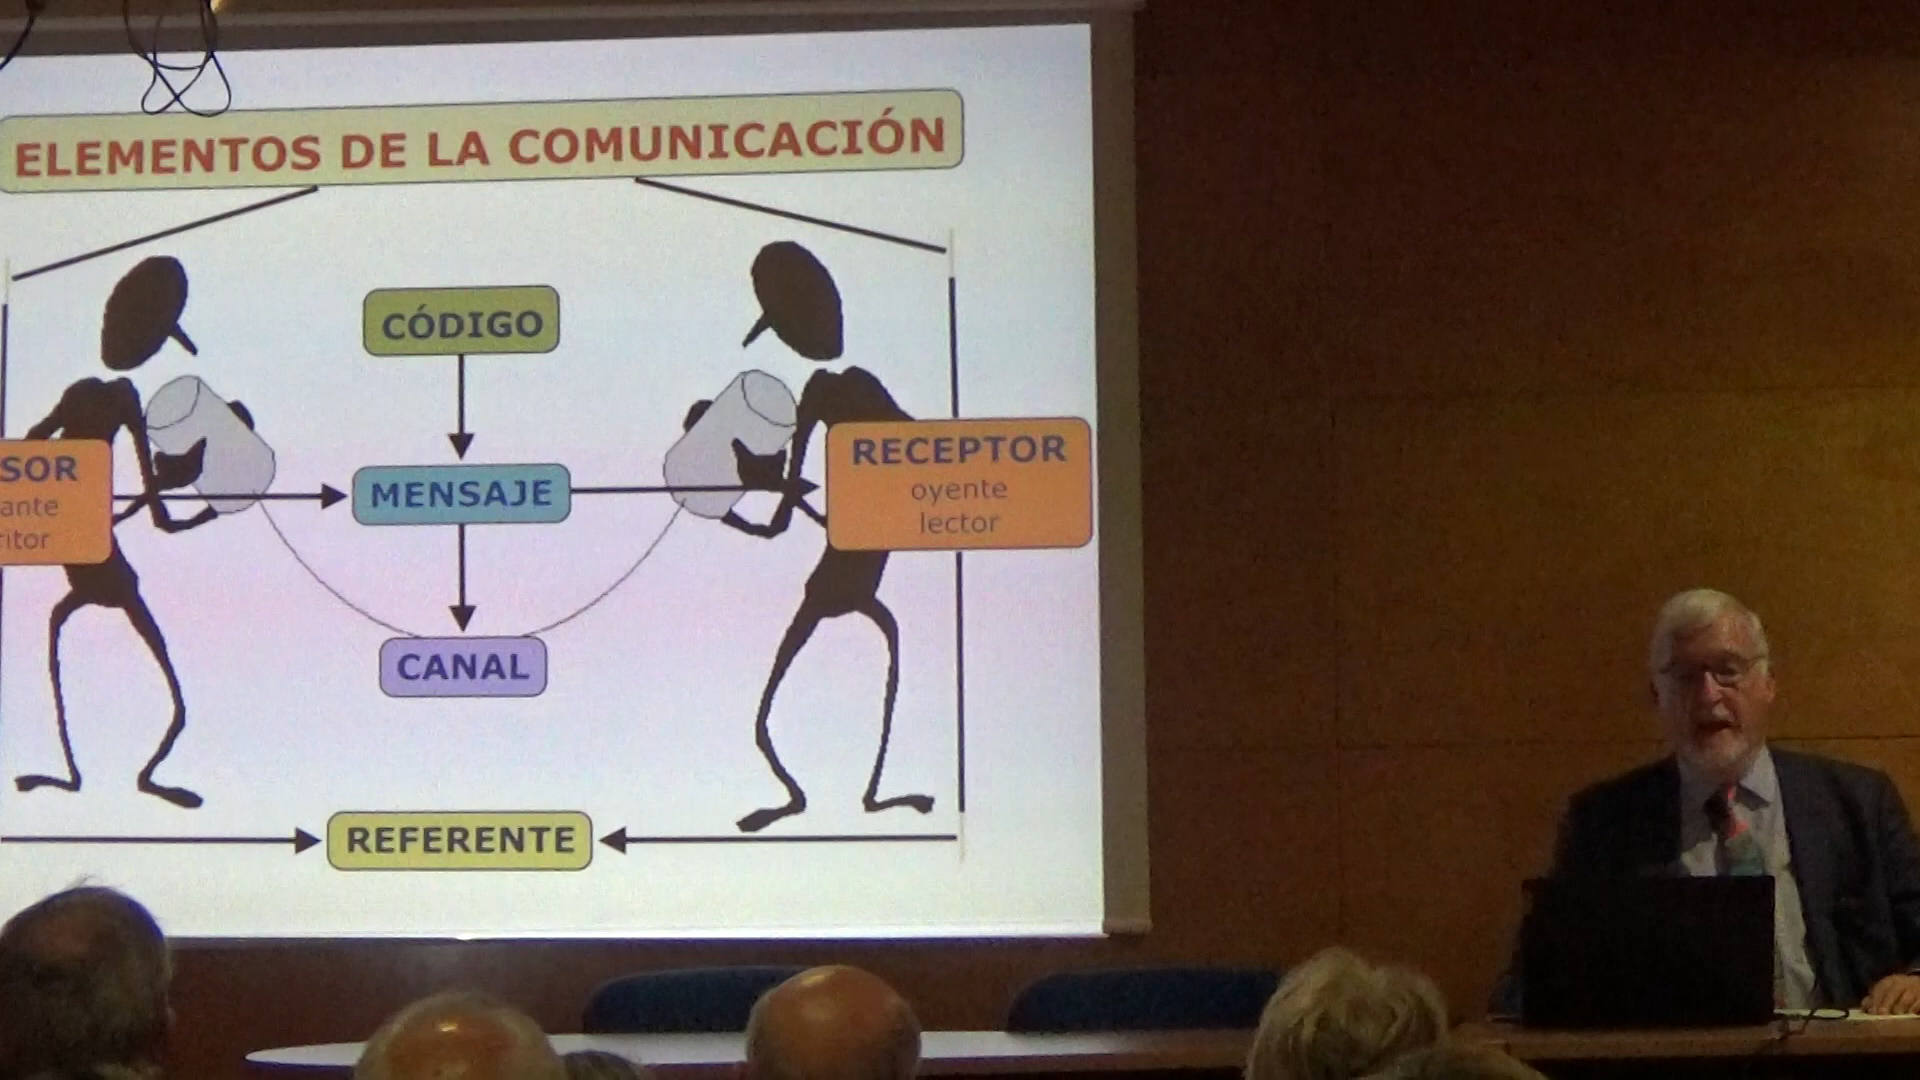 ELEMENTOS DE LA COMUNICACIÓN
CÓDIGO
SOR
ante
ritor
MENSAJE
RECEPTOR
oyente
lector
CANAL
REFERENTE